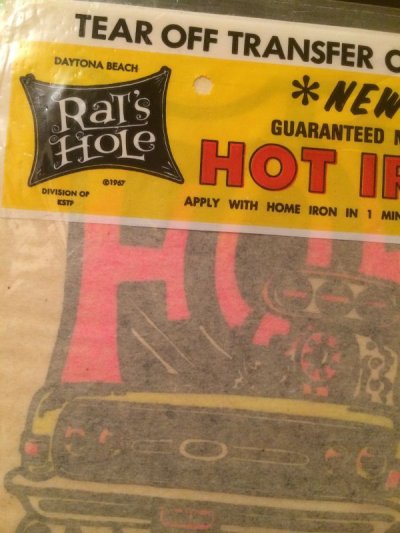 TEAR OFF TRANSFER
DAYTONA BEACH
Rat's
Hole
©1967
DIVISION OF
KSTP
*NEW
GUARANTEED
HOT
APPLY WITH HOME IRON IN 1